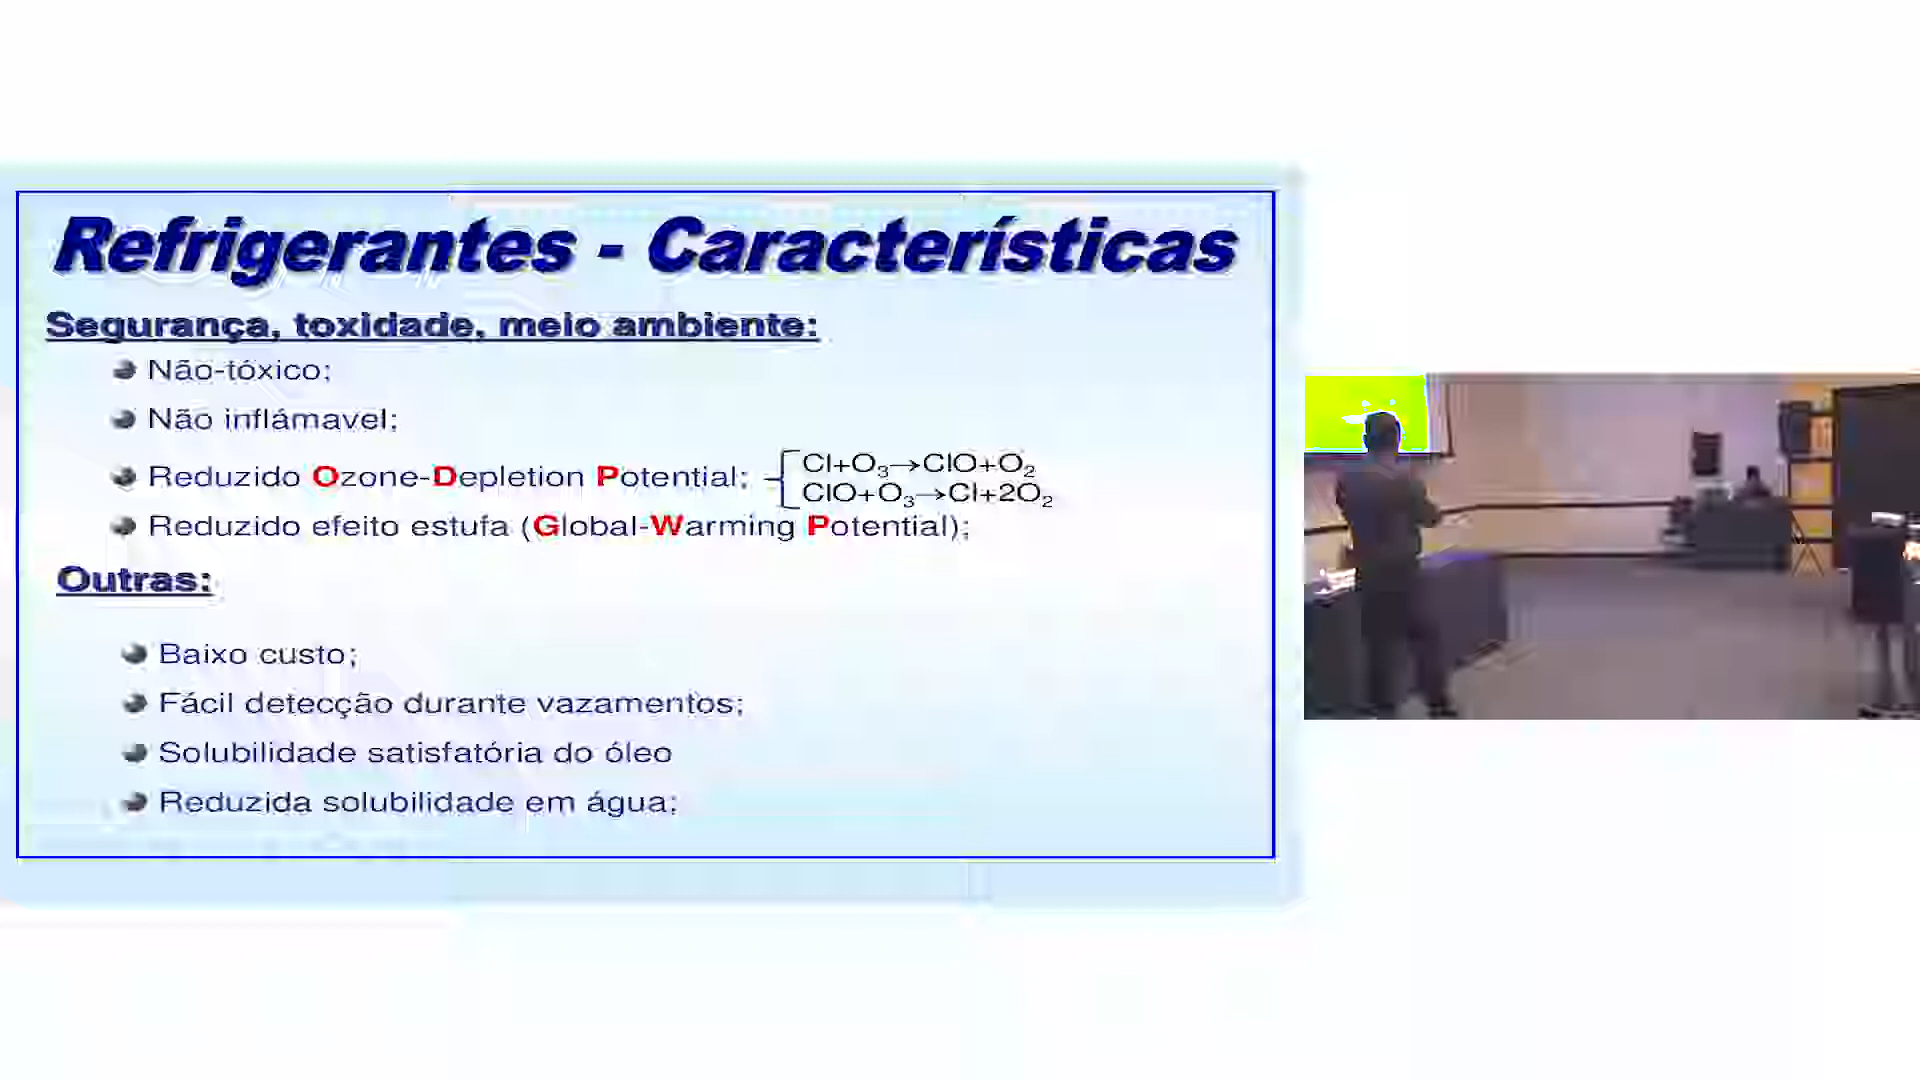 Refrigerantes - Características
Segurança, toxidade, meio ambiente:
Não-tóxico;
Não inflámavel;
Reduzido Ozone-Depletion Potential;
Cl+O₃→ClO+O₂
ClO+O₃→Cl+2O₂
Reduzido efeito estufa (Global-Warming Potential);
Outras:
Baixo custo;
Fácil detecção durante vazamentos;
Solubilidade satisfatória do óleo
Reduzida solubilidade em água;